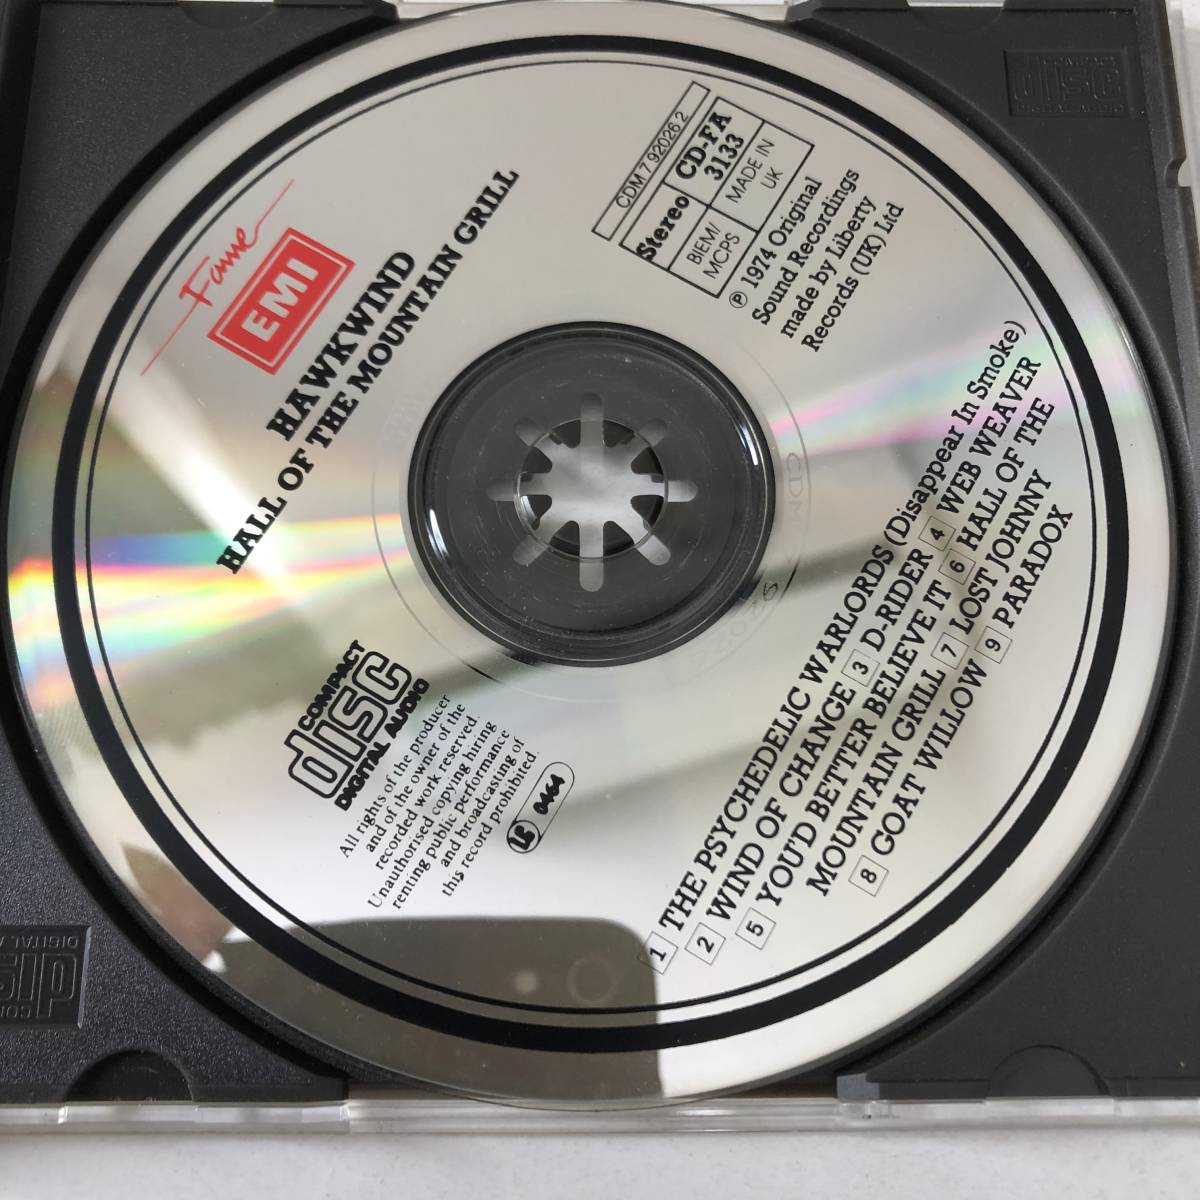 Fame
EMI
HAWKWIND
HALL OF THE MOUNTAIN GRILL
CDM 7 92026 2
Stereo
CD-FA
3133
BIEM/
MCPS
MADE IN
UK
℗ 1974 Original
Sound Recordings
made by Liberty
Records (UK) Ltd
1 THE PSYCHEDELIC WARLORDS (Disappear In Smoke)
2 WIND OF CHANGE 3 D-RIDER 4 WEB WEAVER
5 YOU'D BETTER BELIEVE IT 6 HALL OF THE
MOUNTAIN GRILL 7 LOST JOHNNY
8 GOAT WILLOW 9 PARADOX
COMPACT
disc
DIGITAL AUDIO
All rights of the producer
and of the owner of the
recorded work reserved
Unauthorised copying hiring
renting public performance
and broadcasting of
this record prohibited.
LC 0464
COMPACT
disc
DIGITAL AUDIO